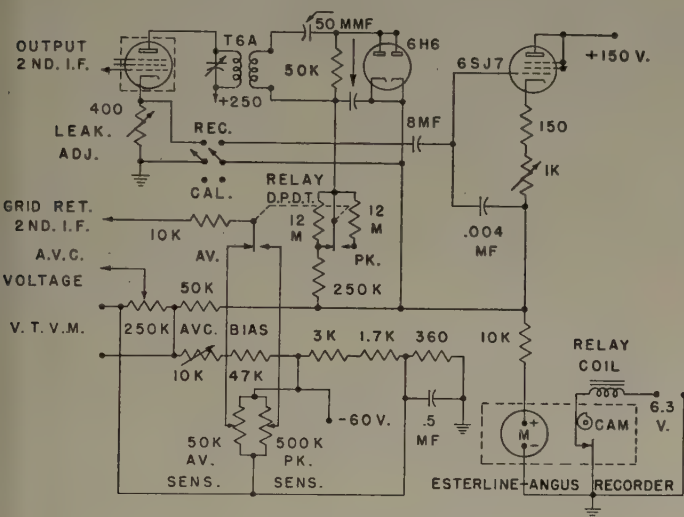 OUTPUT
2 ND. I.F.
T6A
50 MMF
6H6
50K
+250
6SJ7
+150 V.
400
LEAK.
ADJ.
REC.
CAL.
8MF
150
1K
.004
MF
RELAY
D.P.D.T.
12
M
12
M
PK.
GRID RET.
2ND. I.F.
10K
AV.
A.V.C.
VOLTAGE
50K
250K
V. T. V. M.
250K
AVC. BIAS
10K
47K
3K
1.7K
360
10K
-60 V.
.5
MF
50K
AV.
SENS.
500K
PK.
SENS.
RELAY
COIL
6.3
V.
CAM
M
+
-
ESTERLINE-ANGUS RECORDER